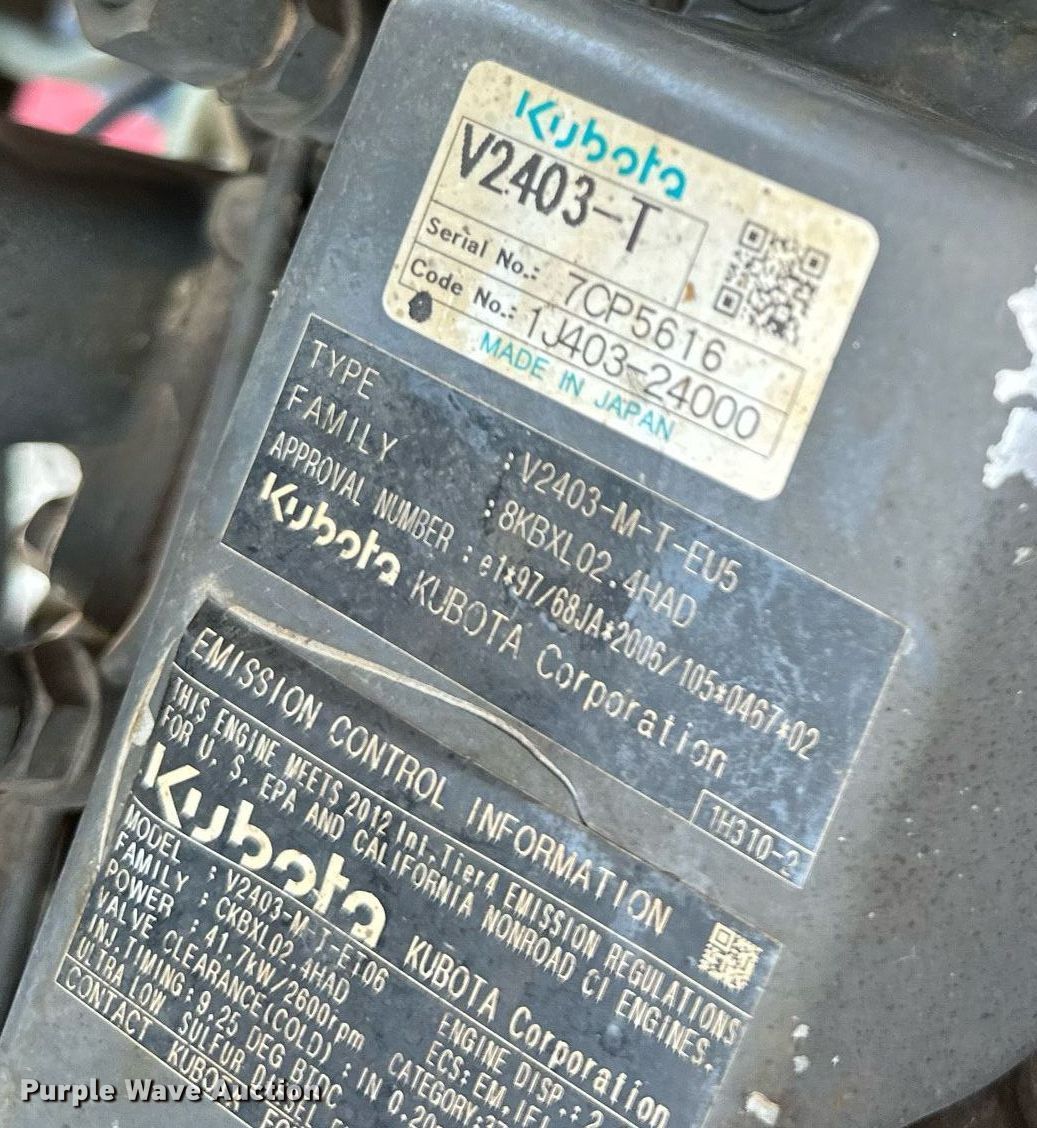 Kubota
V2403-T
Serial No.: 7CP5616
Code No.: 1J403-24000
MADE IN JAPAN
TYPE : V2403-M-T-EU5
FAMILY : 8KBXL02.4HAD
APPROVAL NUMBER : e1*97/68JA*2006/105*0467*02
Kubota KUBOTA Corporation
1H310-2
EMISSION CONTROL INFORMATION
THIS ENGINE MEETS 2012 Int.Tier4 EMISSION REGULATIONS
FOR U.S. EPA AND CALIFORNIA NONROAD CI ENGINES.
Kubota KUBOTA Corporation
MODEL : V2403-M-T-ET06 ENGINE DISP.: 2
FAMILY : CKBXL02.4HAD ECS: EM, IFI
POWER : 41.7kW/2600rpm CATEGORY:
VALVE CLEARANCE(COLD) : IN 0.
INJ.TIMING: 9.25 DEG BTDC
ULTRA LOW SULFUR
CONTACT KUBOTA
Purple Wave Auction